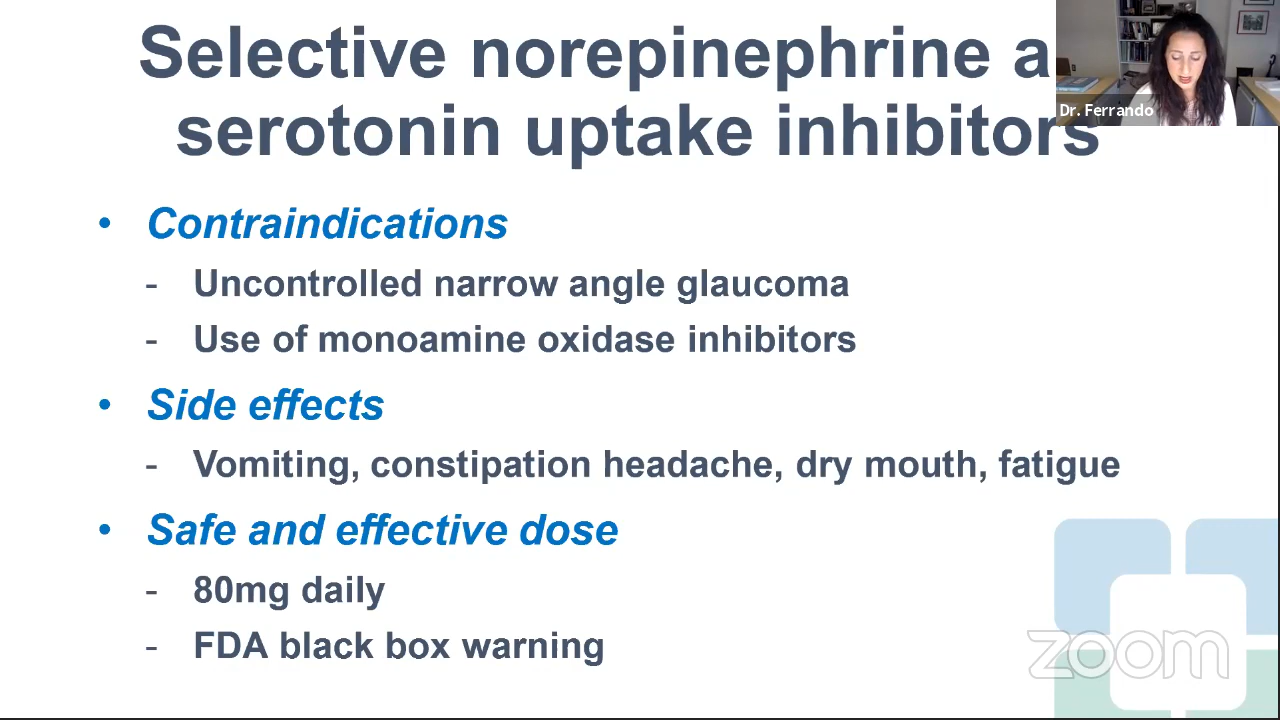 Selective norepinephrine a
serotonin uptake inhibitors
Dr. Ferrando
• Contraindications
- Uncontrolled narrow angle glaucoma
- Use of monoamine oxidase inhibitors
• Side effects
- Vomiting, constipation headache, dry mouth, fatigue
• Safe and effective dose
- 80mg daily
- FDA black box warning
zoom